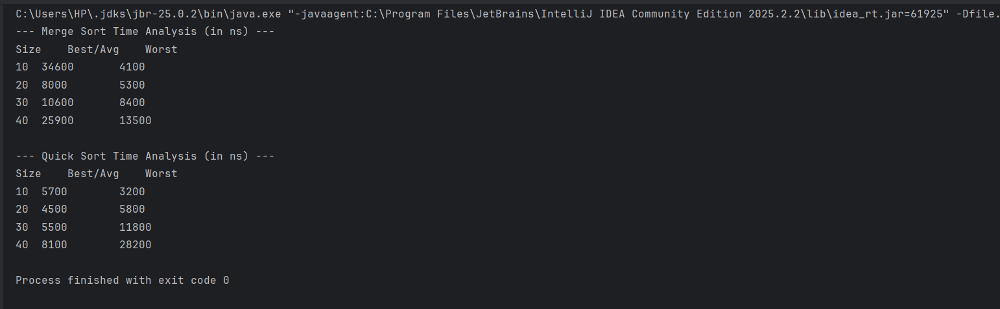 C:\Users\HP\.jdks\jbr-25.0.2\bin\java.exe "-javaagent:C:\Program Files\JetBrains\IntelliJ IDEA Community Edition 2025.2.2\lib\idea_rt.jar=61925" -Dfile.
--- Merge Sort Time Analysis (in ns) ---
Size    Best/Avg    Worst
10  34600       4100
20  8000        5300
30  10600       8400
40  25900       13500

--- Quick Sort Time Analysis (in ns) ---
Size    Best/Avg    Worst
10  5700        3200
20  4500        5800
30  5500        11800
40  8100        28200

Process finished with exit code 0